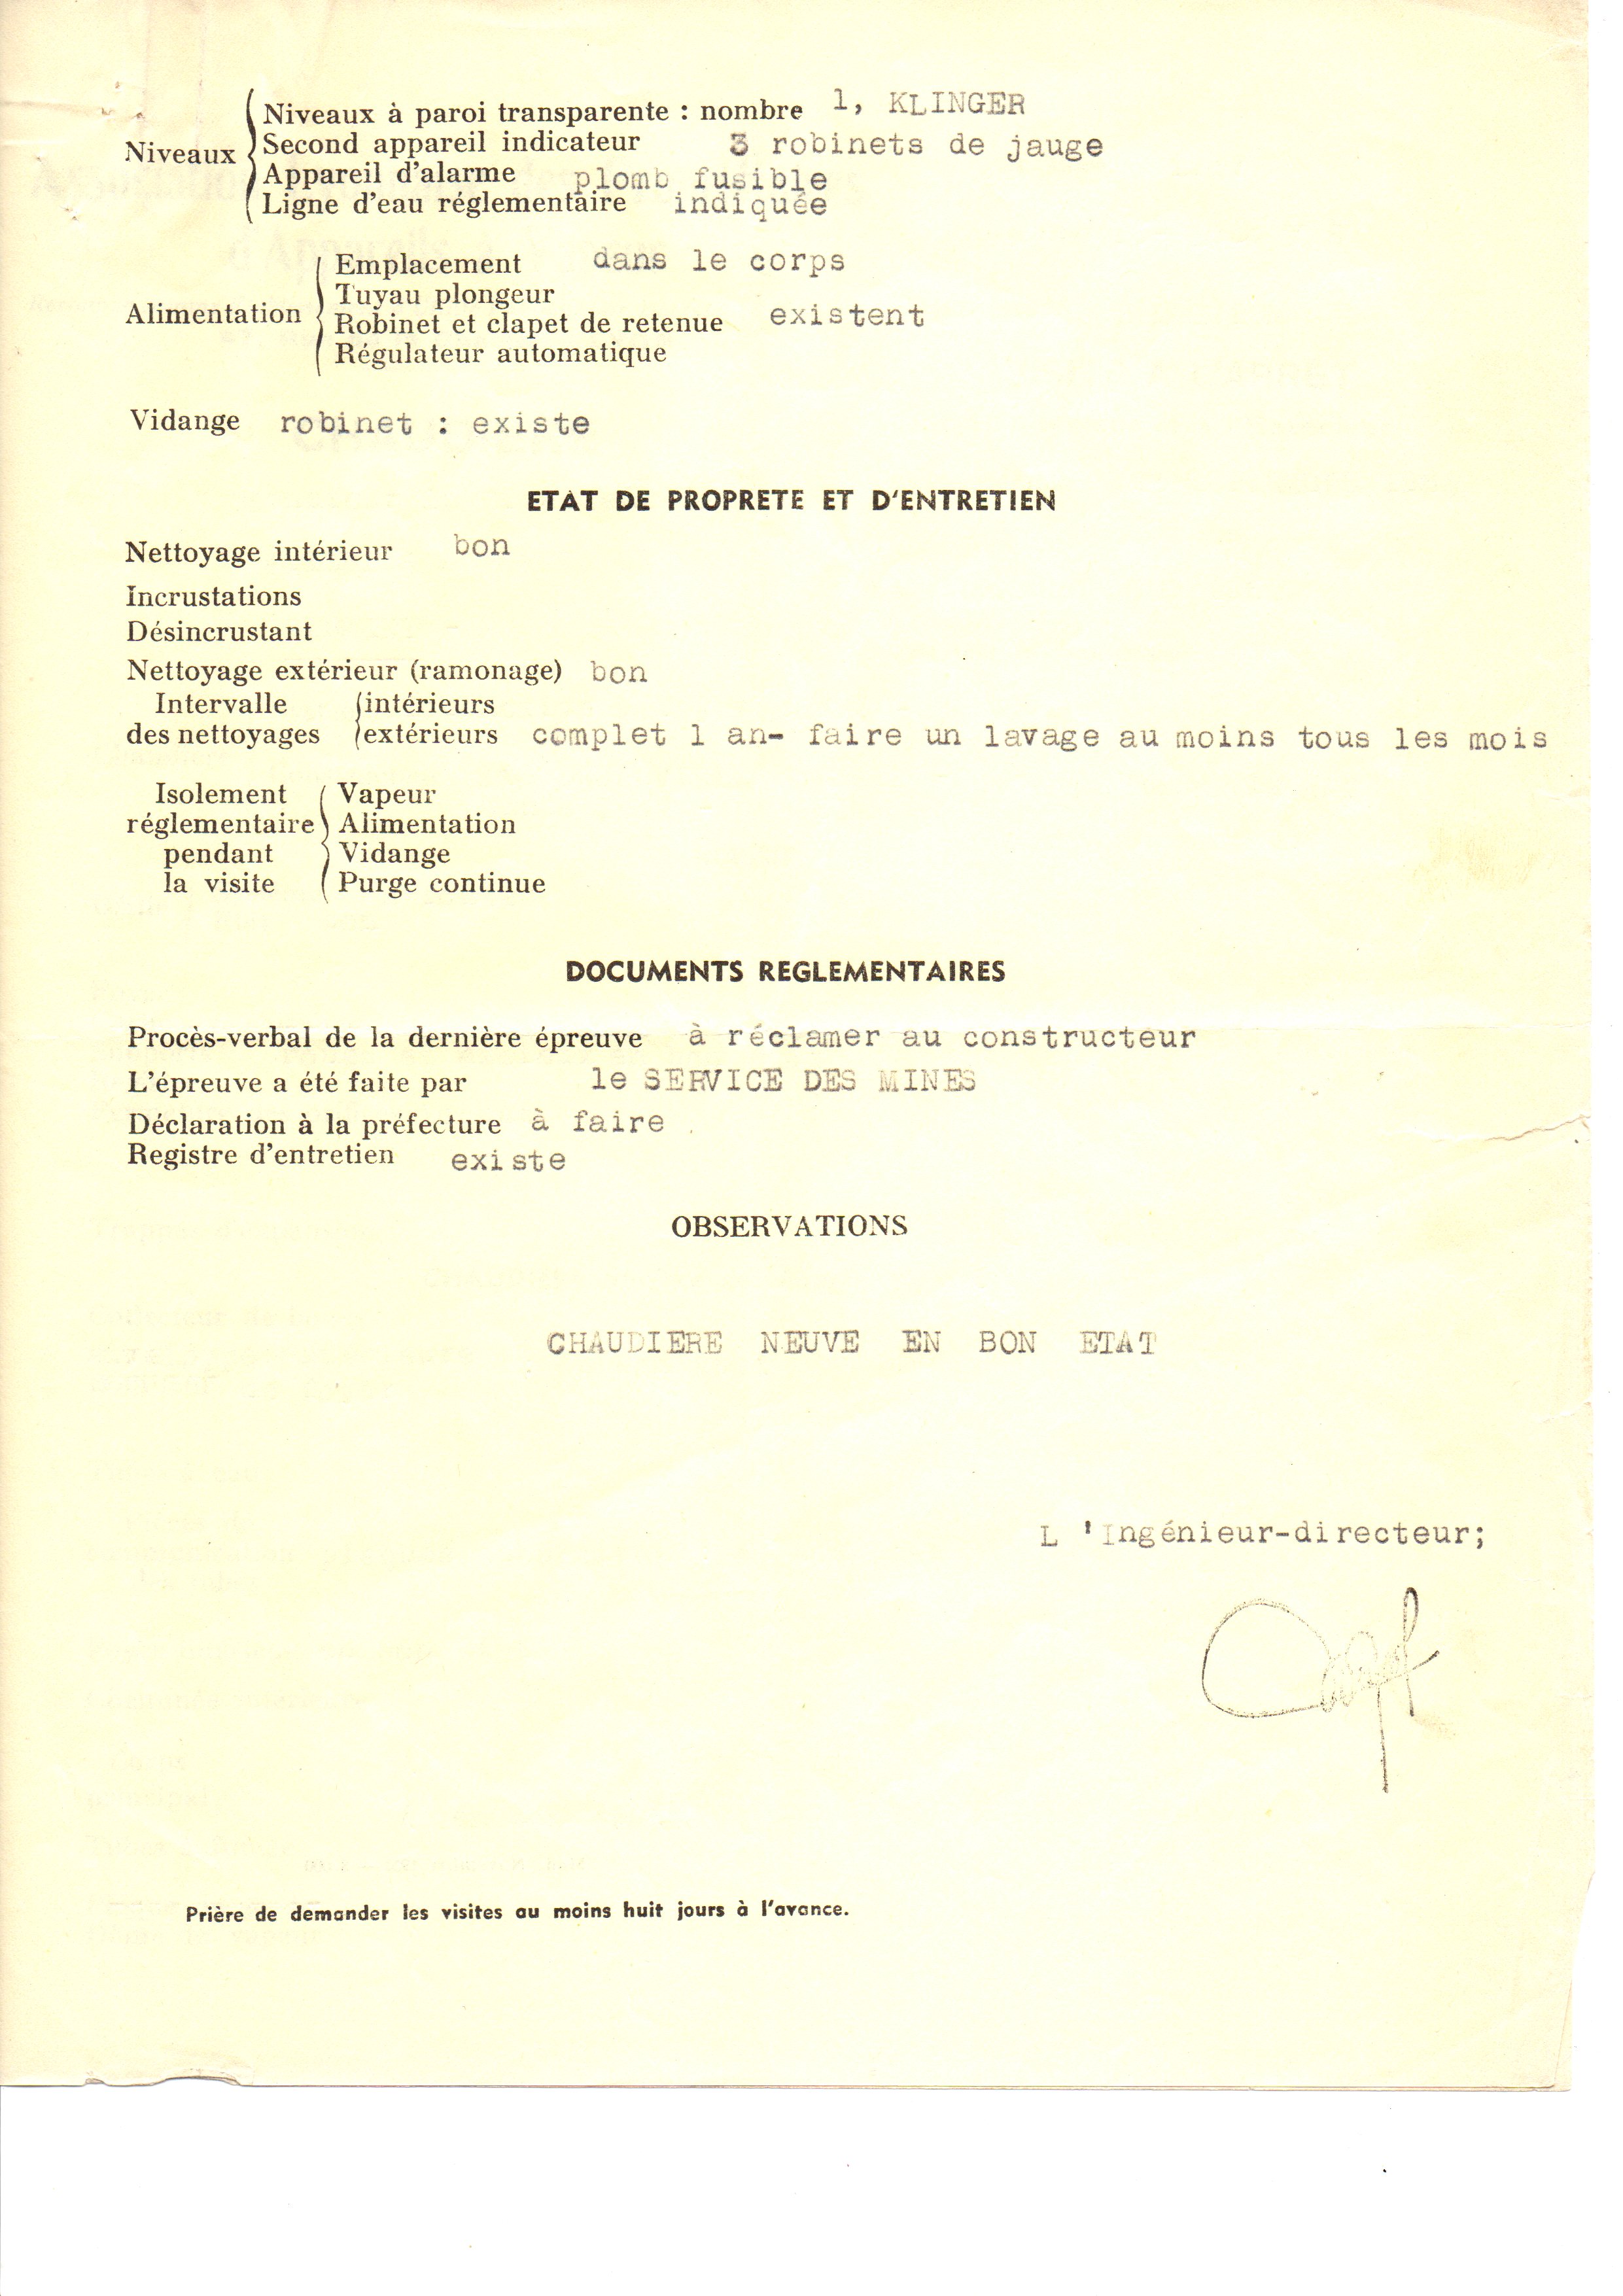 Niveaux à paroi transparente : nombre 1, KLINGER
Niveaux Second appareil indicateur 3 robinets de jauge
Appareil d'alarme plomb fusible
Ligne d'eau réglementaire indiquée
Emplacement dans le corps
Tuyau plongeur
Alimentation Robinet et clapet de retenue existent
Régulateur automatique
Vidange robinet : existe
ETAT DE PROPRETE ET D'ENTRETIEN
Nettoyage intérieur bon
Incrustations
Désincrustant
Nettoyage extérieur (ramonage) bon
Intervalle intérieurs
des nettoyages extérieurs complet 1 an- faire un lavage au moins tous les mois
Isolement Vapeur
réglementaire Alimentation
pendant Vidange
la visite Purge continue
DOCUMENTS REGLEMENTAIRES
Procès-verbal de la dernière épreuve à réclamer au constructeur
L'épreuve a été faite par le SERVICE DES MINES
Déclaration à la préfecture à faire .
Registre d'entretien existe
OBSERVATIONS
CHAUDIERE NEUVE EN BON ETAT
L 'Ingénieur-directeur;
Prière de demander les visites au moins huit jours à l'avance.